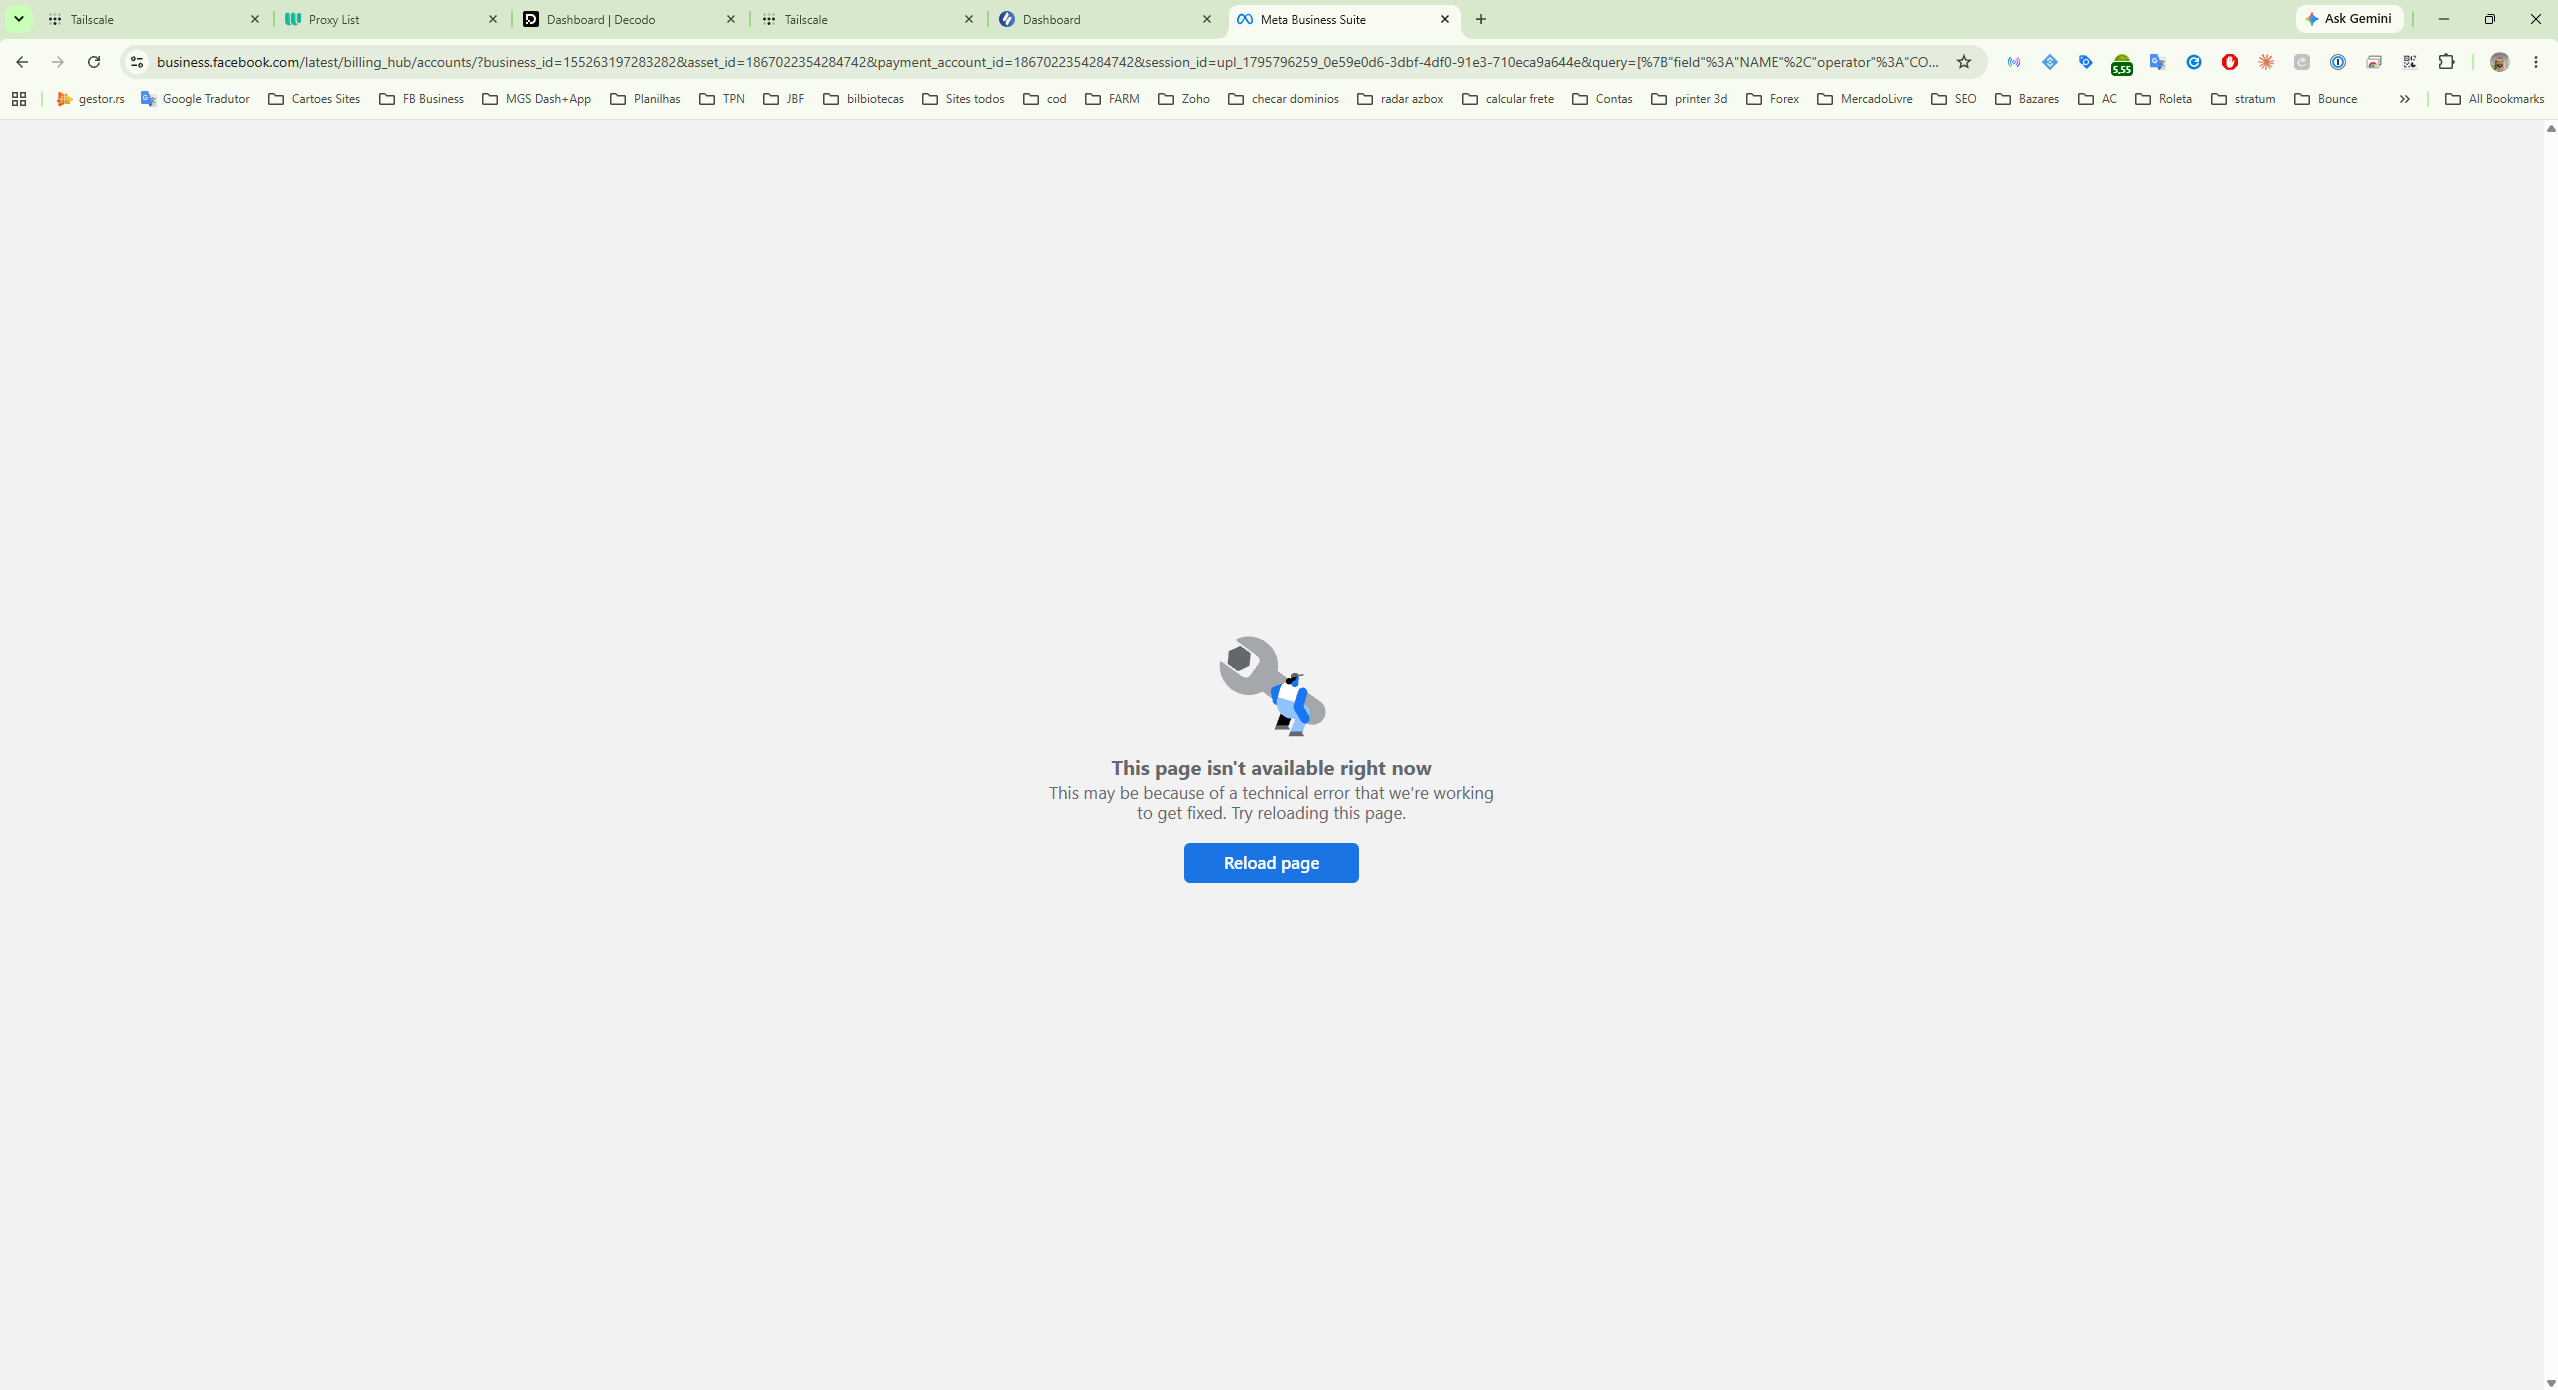 Tailscale
Proxy List
Dashboard | Decodo
Tailscale
Dashboard
Meta Business Suite
Ask Gemini
business.facebook.com/latest/billing_hub/accounts/?business_id=155263197283282&asset_id=1867022354284742&payment_account_id=1867022354284742&session_id=upl_1795796259_0e59e0d6-3dbf-4df0-91e3-710eca9a644e&query=[%7B"field"%3A"NAME"%2C"operator"%3A"CO...
5,55
gestor.rs
Google Tradutor
Cartoes Sites
FB Business
MGS Dash+App
Planilhas
TPN
JBF
bilbiotecas
Sites todos
cod
FARM
Zoho
checar dominios
radar azbox
calcular frete
Contas
printer 3d
Forex
MercadoLivre
SEO
Bazares
AC
Roleta
stratum
Bounce
All Bookmarks
This page isn't available right now
This may be because of a technical error that we're working
to get fixed. Try reloading this page.
Reload page